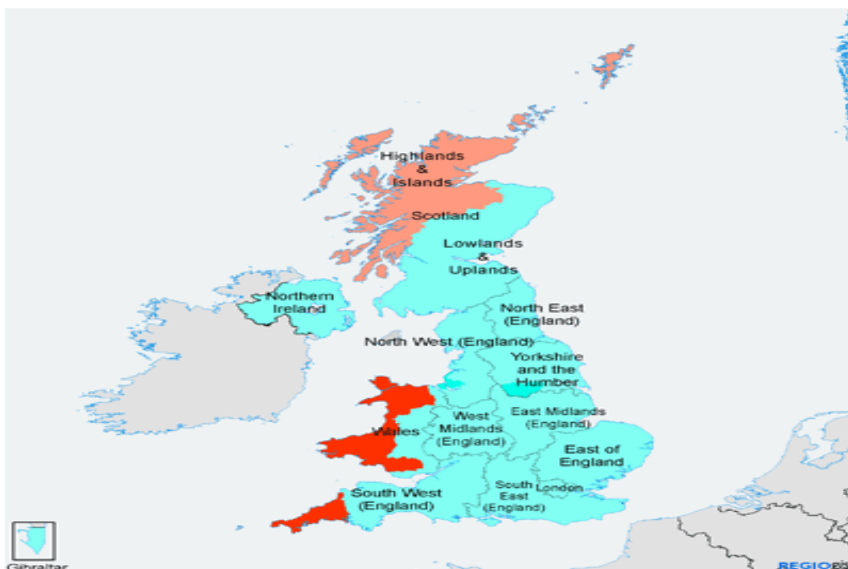 Highlands
&
Islands
Scotland
Lowlands
&
Uplands
Northern
Ireland
North East
(England)
North West (England)
Yorkshire
and the
Humber
Wales
West
Midlands
(England)
East Midlands
(England)
East of
England
South West
(England)
South
East
(England)
London
Gibraltar
REGIO